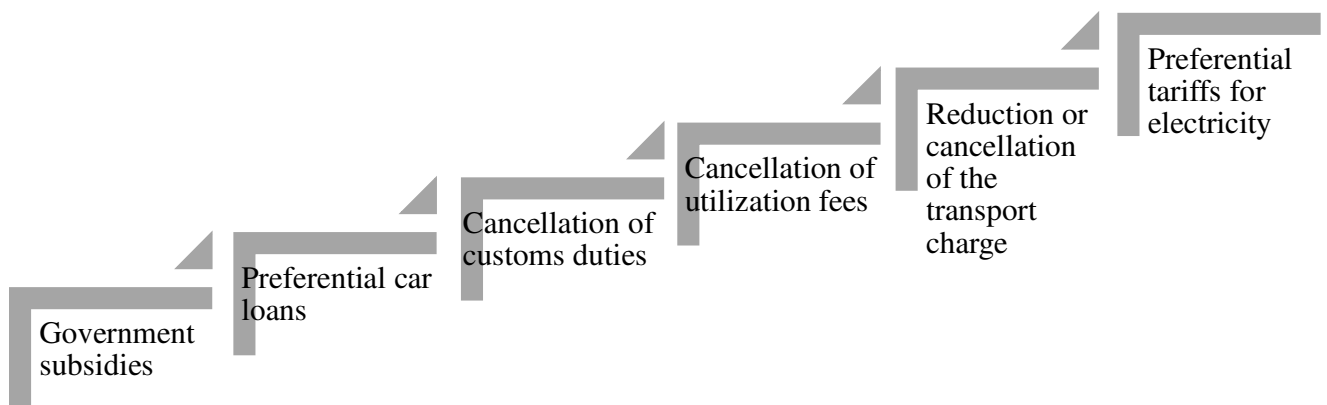 Government
subsidies
Preferential car
loans
Cancellation of
customs duties
Cancellation of
utilization fees
Reduction or
cancellation
of the
transport
charge
Preferential
tariffs for
electricity